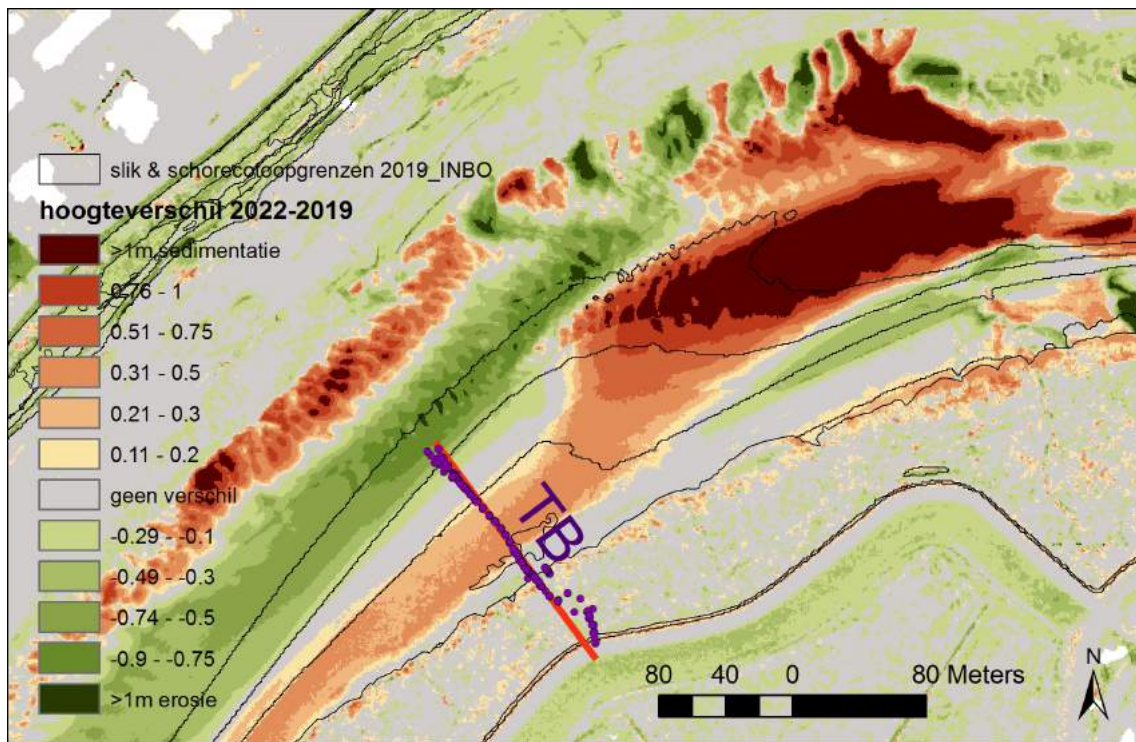 slik & schorecotoopgrenzen 2019_INBO
hoogteverschil 2022-2019
>1m sedimentatie
0.76 - 1
0.51 - 0.75
0.31 - 0.5
0.21 - 0.3
0.11 - 0.2
geen verschil
-0.29 - -0.1
-0.49 - -0.3
-0.74 - -0.5
-0.9 - -0.75
>1m erosie
TB
80 40 0 80 Meters
N